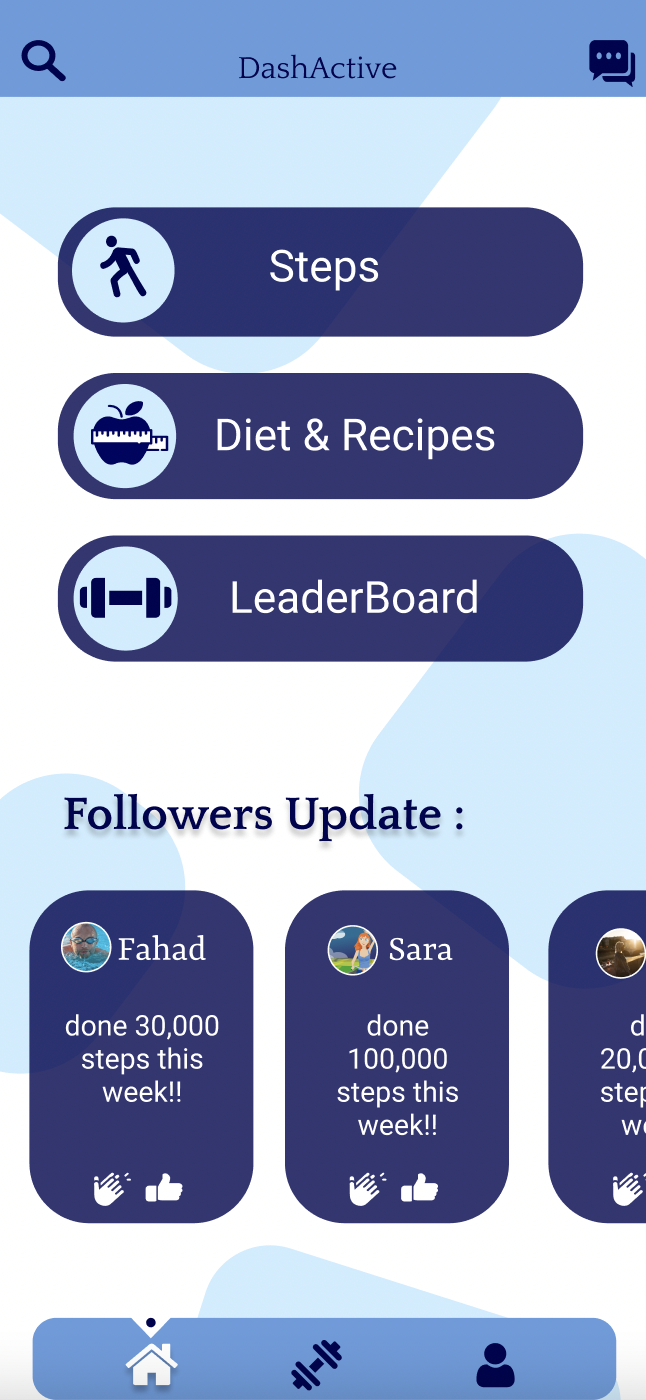 DashActive
Steps
Diet & Recipes
LeaderBoard
Followers Update :
Fahad
done 30,000
steps this
week!!
Sara
done
100,000
steps this
week!!